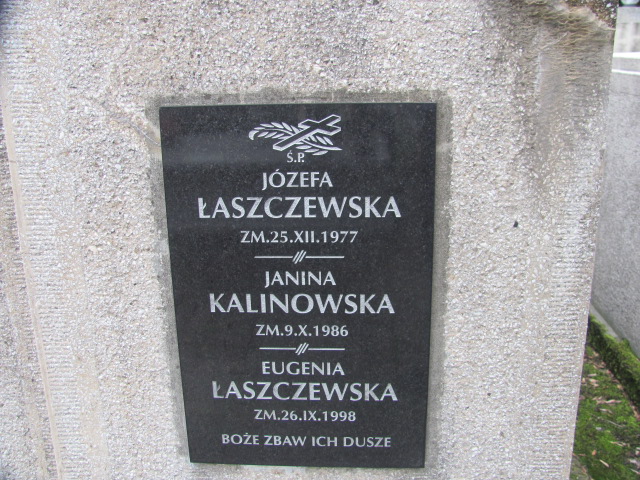 Ś.P.
JÓZEFA
ŁASZCZEWSKA
ZM.25.XII.1977
JANINA
KALINOWSKA
ZM.9.X.1986
EUGENIA
ŁASZCZEWSKA
ZM.26.IX.1998
BOŻE ZBAW ICH DUSZE